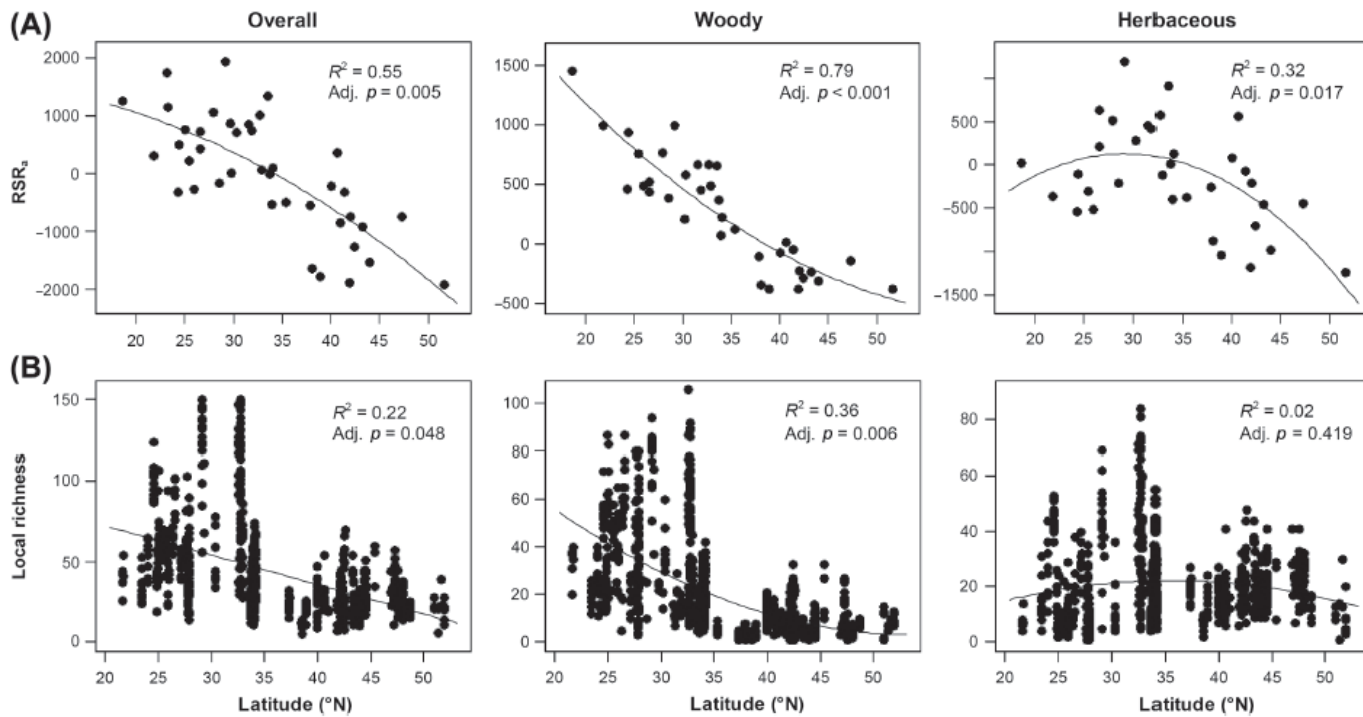 (A)
Overall
Woody
Herbaceous
R² = 0.55
Adj. p = 0.005
R² = 0.79
Adj. p < 0.001
R² = 0.32
Adj. p = 0.017
RSRₐ
2000
1000
0
−1000
−2000
1500
1000
500
0
−500
500
0
−500
−1500
20 25 30 35 40 45 50
20 25 30 35 40 45 50
20 25 30 35 40 45 50
(B)
R² = 0.22
Adj. p = 0.048
R² = 0.36
Adj. p = 0.006
R² = 0.02
Adj. p = 0.419
Local richness
150
100
50
0
100
80
60
40
20
0
80
60
40
20
0
25 30 35 40 45 50
20 25 30 35 40 45 50
20 25 30 35 40 45 50
Latitude (°N)
Latitude (°N)
Latitude (°N)